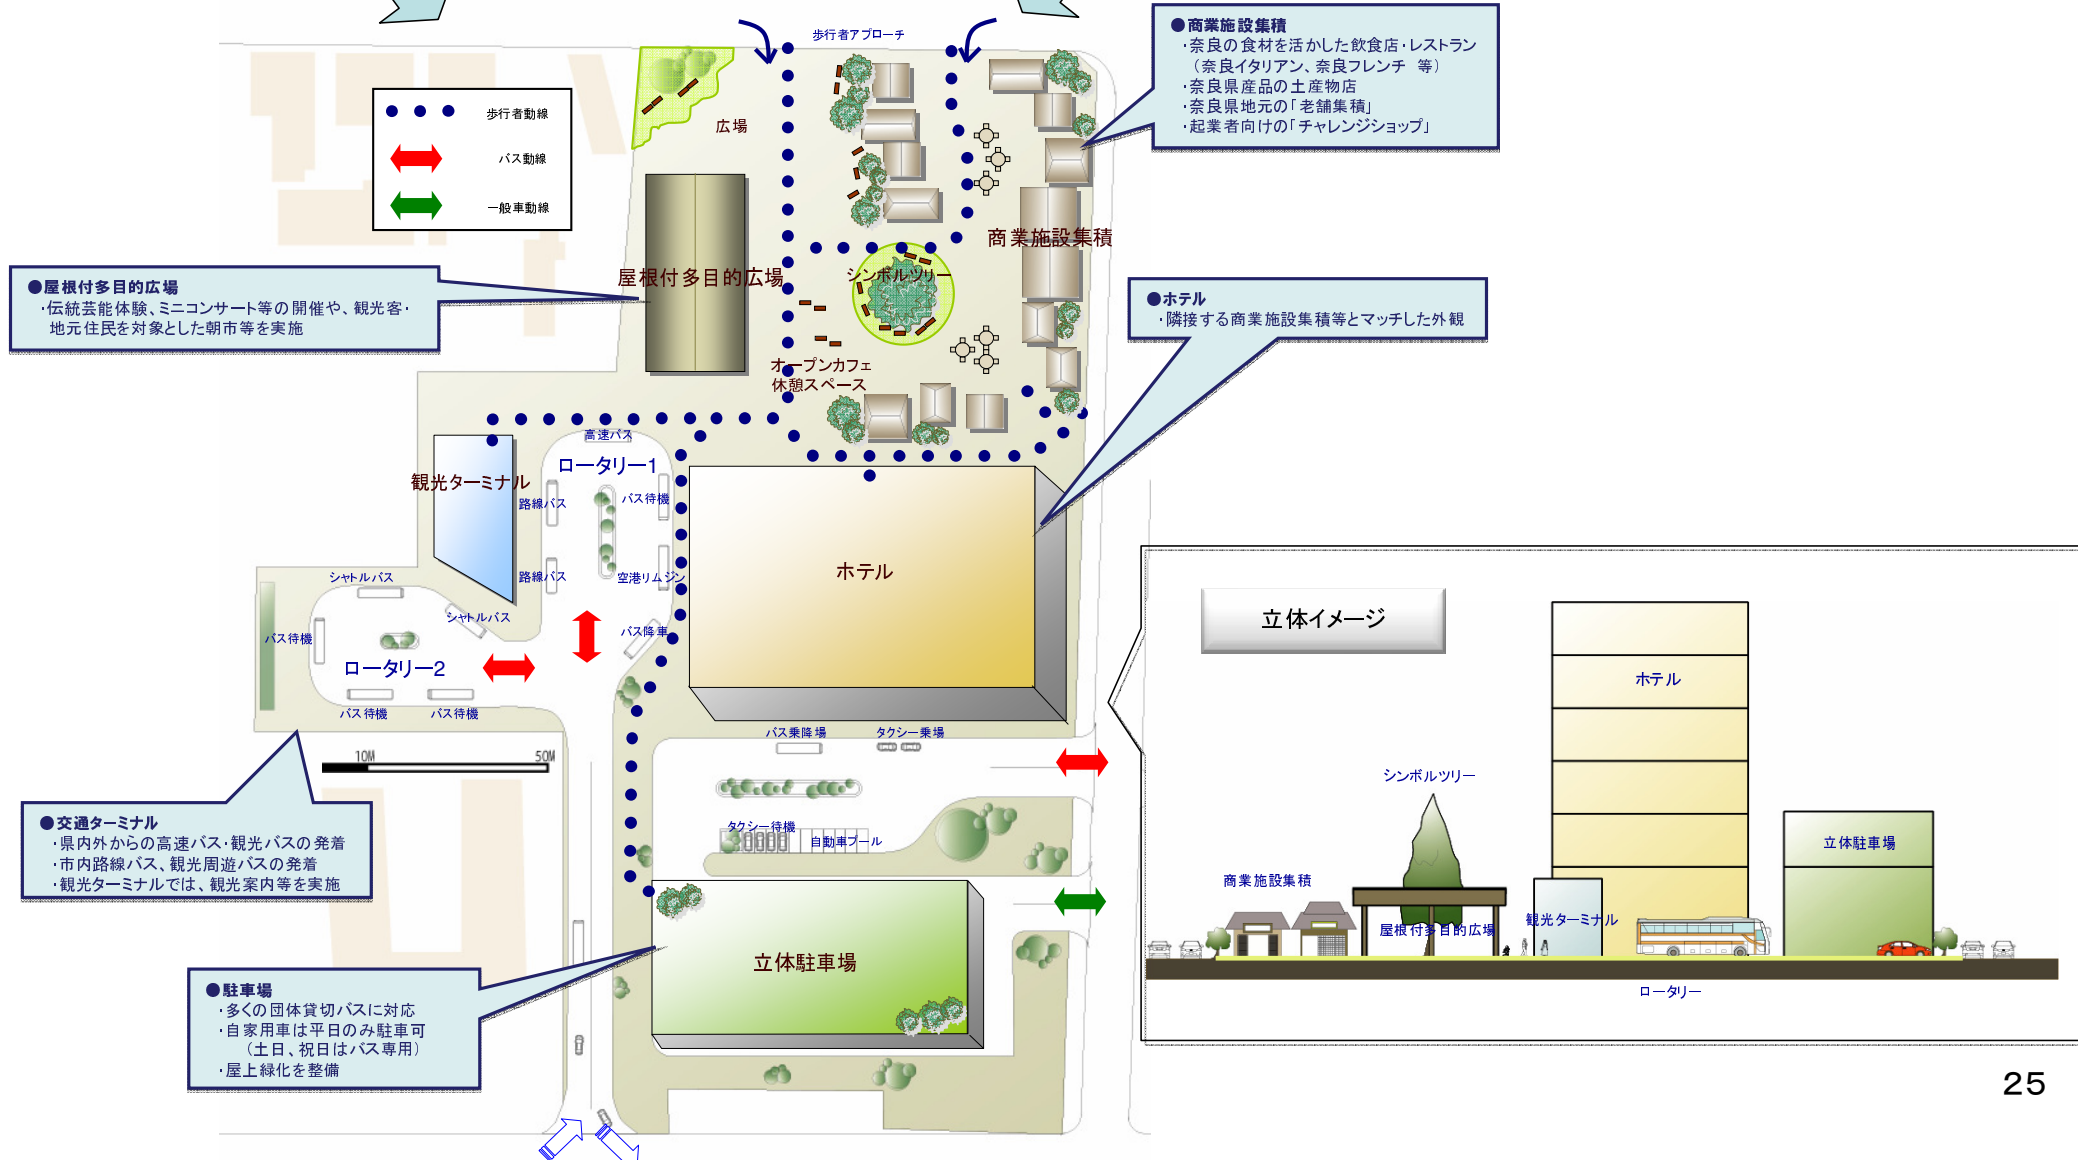 歩行者アプローチ
●商業施設集積
・奈良の食材を活かした飲食店・レストラン
（奈良イタリアン、奈良フレンチ 等）
・奈良県産品の土産物店
・奈良県地元の「老舗集積」
・起業者向けの「チャレンジショップ」
歩行者動線
バス動線
一般車動線
広場
商業施設集積
屋根付多目的広場
シンボルツリー
●屋根付多目的広場
・伝統芸能体験、ミニコンサート等の開催や、観光客・
地元住民を対象とした朝市等を実施
●ホテル
・隣接する商業施設集積等とマッチした外観
オープンカフェ
休憩スペース
高速バス
ロータリー1
観光ターミナル
路線バス
バス待機
路線バス
空港リムジン
ホテル
シャトルバス
シャトルバス
バス待機
バス降車
ロータリー2
バス待機
バス待機
バス乗降場
タクシー乗場
10M
50M
タクシー待機
自動車プール
●交通ターミナル
・県内外からの高速バス・観光バスの発着
・市内路線バス、観光周遊バスの発着
・観光ターミナルでは、観光案内等を実施
立体駐車場
●駐車場
・多くの団体貸切バスに対応
・自家用車は平日のみ駐車可
（土日、祝日はバス専用）
・屋上緑化を整備
立体イメージ
ホテル
シンボルツリー
立体駐車場
商業施設集積
屋根付多目的広場
観光ターミナル
ロータリー
25